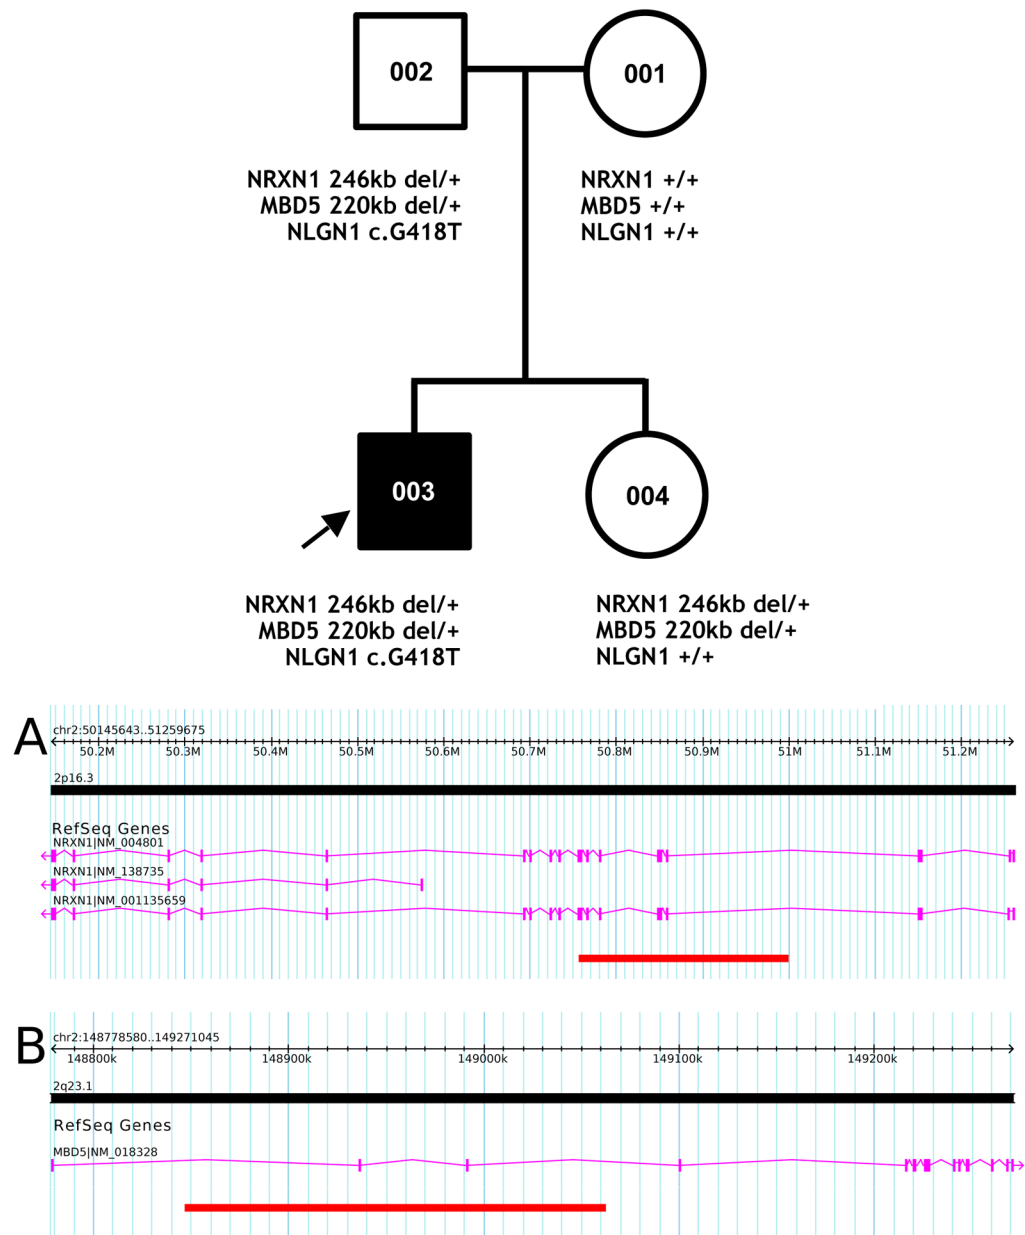 002
001
NRXN1 246kb del/+
MBD5 220kb del/+
NLGN1 c.G418T
NRXN1 +/+
MBD5 +/+
NLGN1 +/+
003
004
NRXN1 246kb del/+
MBD5 220kb del/+
NLGN1 c.G418T
NRXN1 246kb del/+
MBD5 220kb del/+
NLGN1 +/+
A
chr2:50145643..51259675
50.2M 50.3M 50.4M 50.5M 50.6M 50.7M 50.8M 50.9M 51M 51.1M 51.2M
2p16.3
RefSeq Genes
NRXN1|NM_004801
NRXN1|NM_138735
NRXN1|NM_001135659
B
chr2:148778580..149271045
148800k 148900k 149000k 149100k 149200k
2q23.1
RefSeq Genes
MBD5|NM_018328